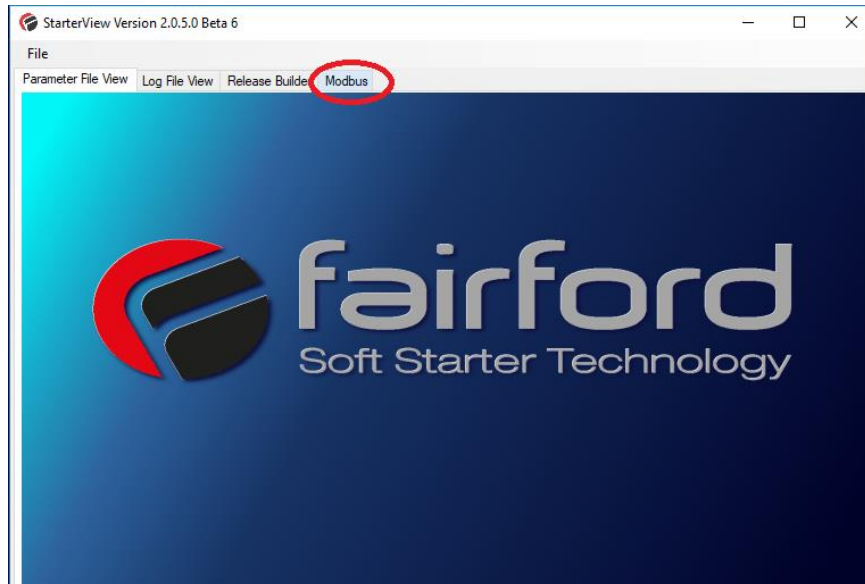 StarterView Version 2.0.5.0 Beta 6
File
Parameter File View Log File View Release Builder Modbus
fairford
Soft Starter Technology